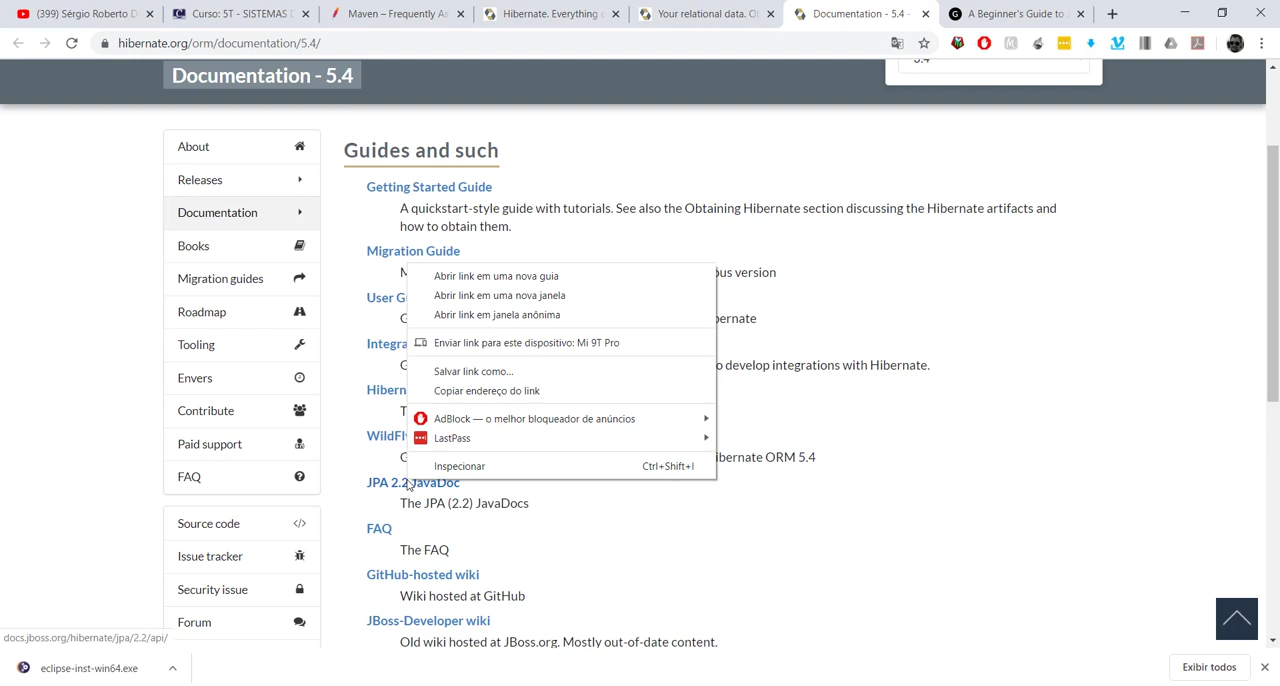 (399) Sérgio Roberto D
Curso: 5T - SISTEMAS D
Maven – Frequently As
Hibernate. Everything
Your relational data. O
Documentation - 5.4 -
A Beginner's Guide to
hibernate.org/orm/documentation/5.4/
Documentation - 5.4
5.4
About
Releases
Documentation
Books
Migration guides
Roadmap
Tooling
Envers
Contribute
Paid support
FAQ
Source code
Issue tracker
Security issue
Forum
Guides and such
Getting Started Guide
A quickstart-style guide with tutorials. See also the Obtaining Hibernate section discussing the Hibernate artifacts and
how to obtain them.
Migration Guide
M
ous version
User G
G
ibernate
Integra
G
o develop integrations with Hibernate.
Hibern
T
WildFly
G
ibernate ORM 5.4
JPA 2.2 JavaDoc
The JPA (2.2) JavaDocs
FAQ
The FAQ
GitHub-hosted wiki
Wiki hosted at GitHub
JBoss-Developer wiki
Old wiki hosted at JBoss.org. Mostly out-of-date content.
Abrir link em uma nova guia
Abrir link em uma nova janela
Abrir link em janela anônima
Enviar link para este dispositivo: Mi 9T Pro
Salvar link como...
Copiar endereço do link
AdBlock — o melhor bloqueador de anúncios
LastPass
Inspecionar Ctrl+Shift+I
docs.jboss.org/hibernate/jpa/2.2/api/
eclipse-inst-win64.exe
Exibir todos